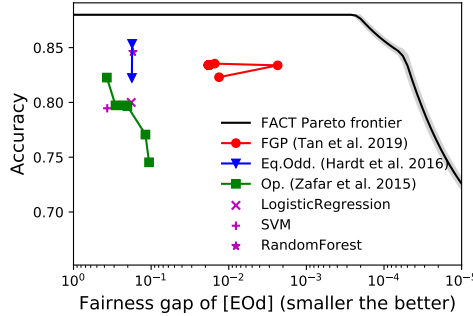 Accuracy
0.85
0.80
0.75
0.70
FACT Pareto frontier
FGP (Tan et al. 2019)
Eq.Odd. (Hardt et al. 2016)
Op. (Zafar et al. 2015)
LogisticRegression
SVM
RandomForest
10⁰ 10⁻¹ 10⁻² 10⁻³ 10⁻⁴ 10⁻⁵
Fairness gap of [EOd] (smaller the better)